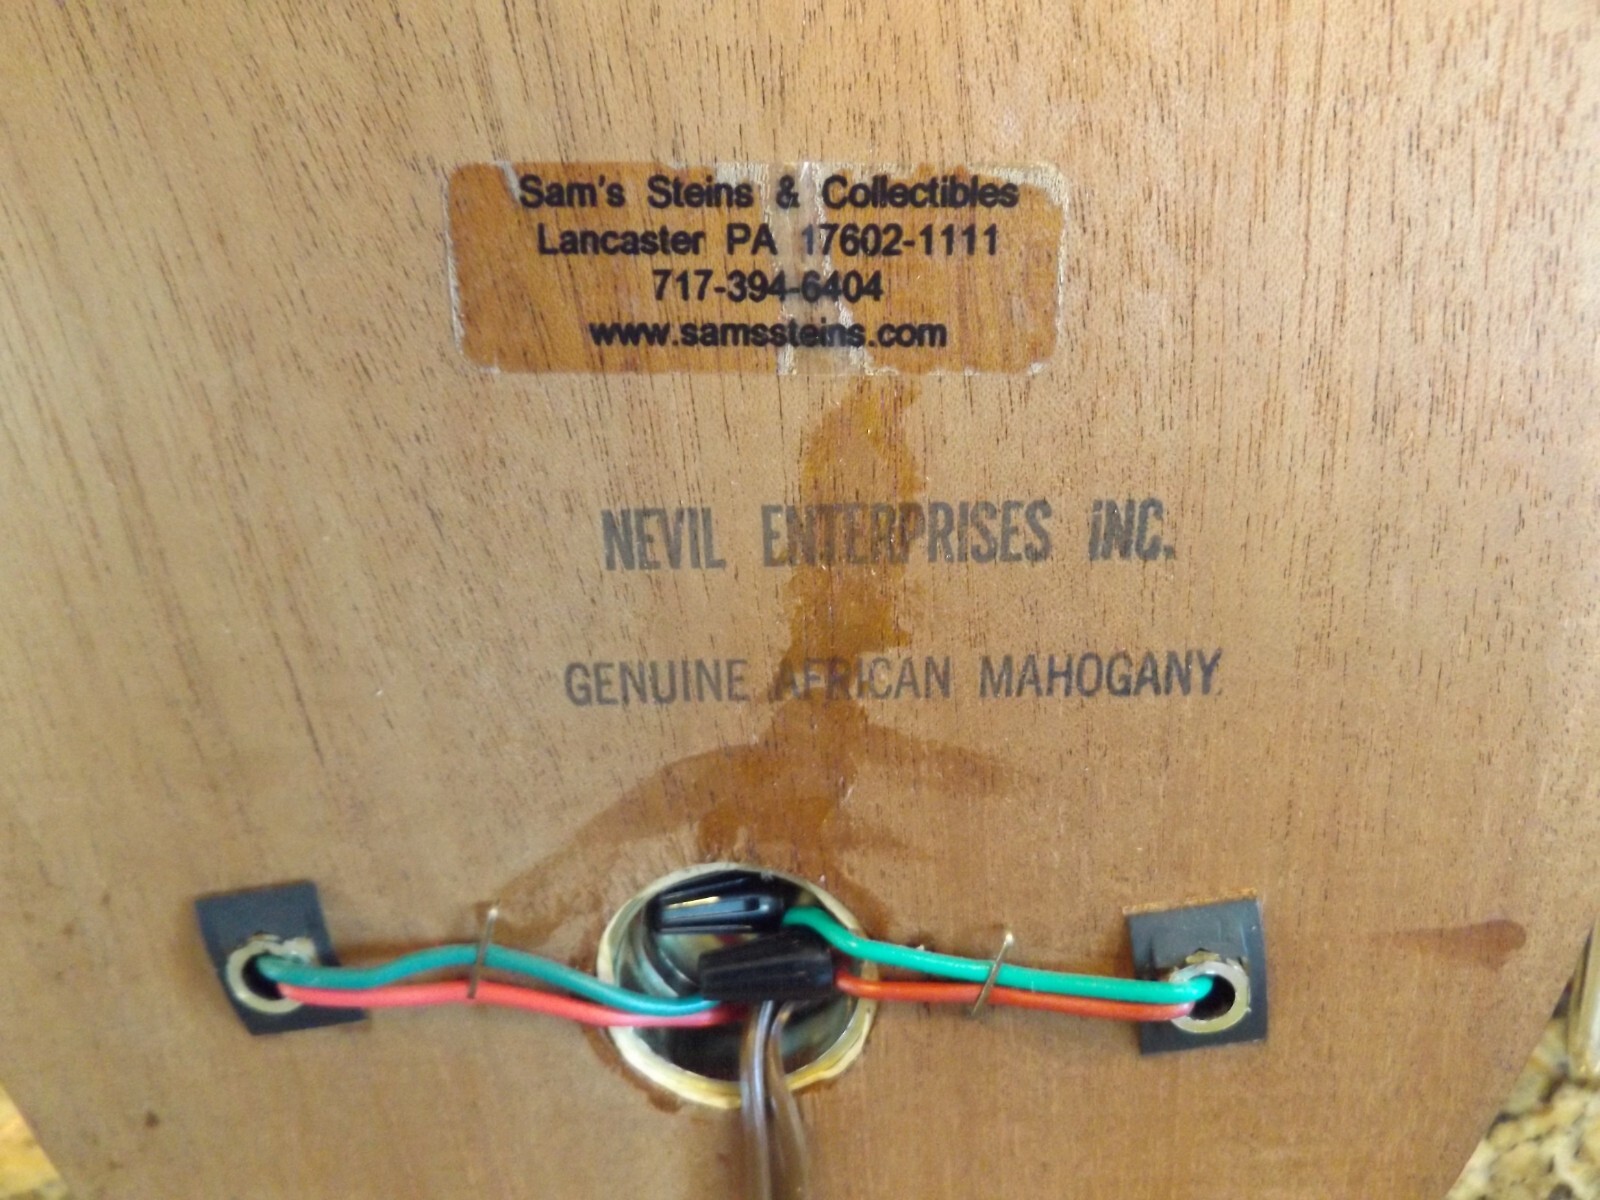 Sam's Steins & Collectibles
Lancaster PA 17602-1111
717-394-6404
www.samssteins.com
NEVIL ENTERPRISES iNC.
GENUINE AFRICAN MAHOGANY